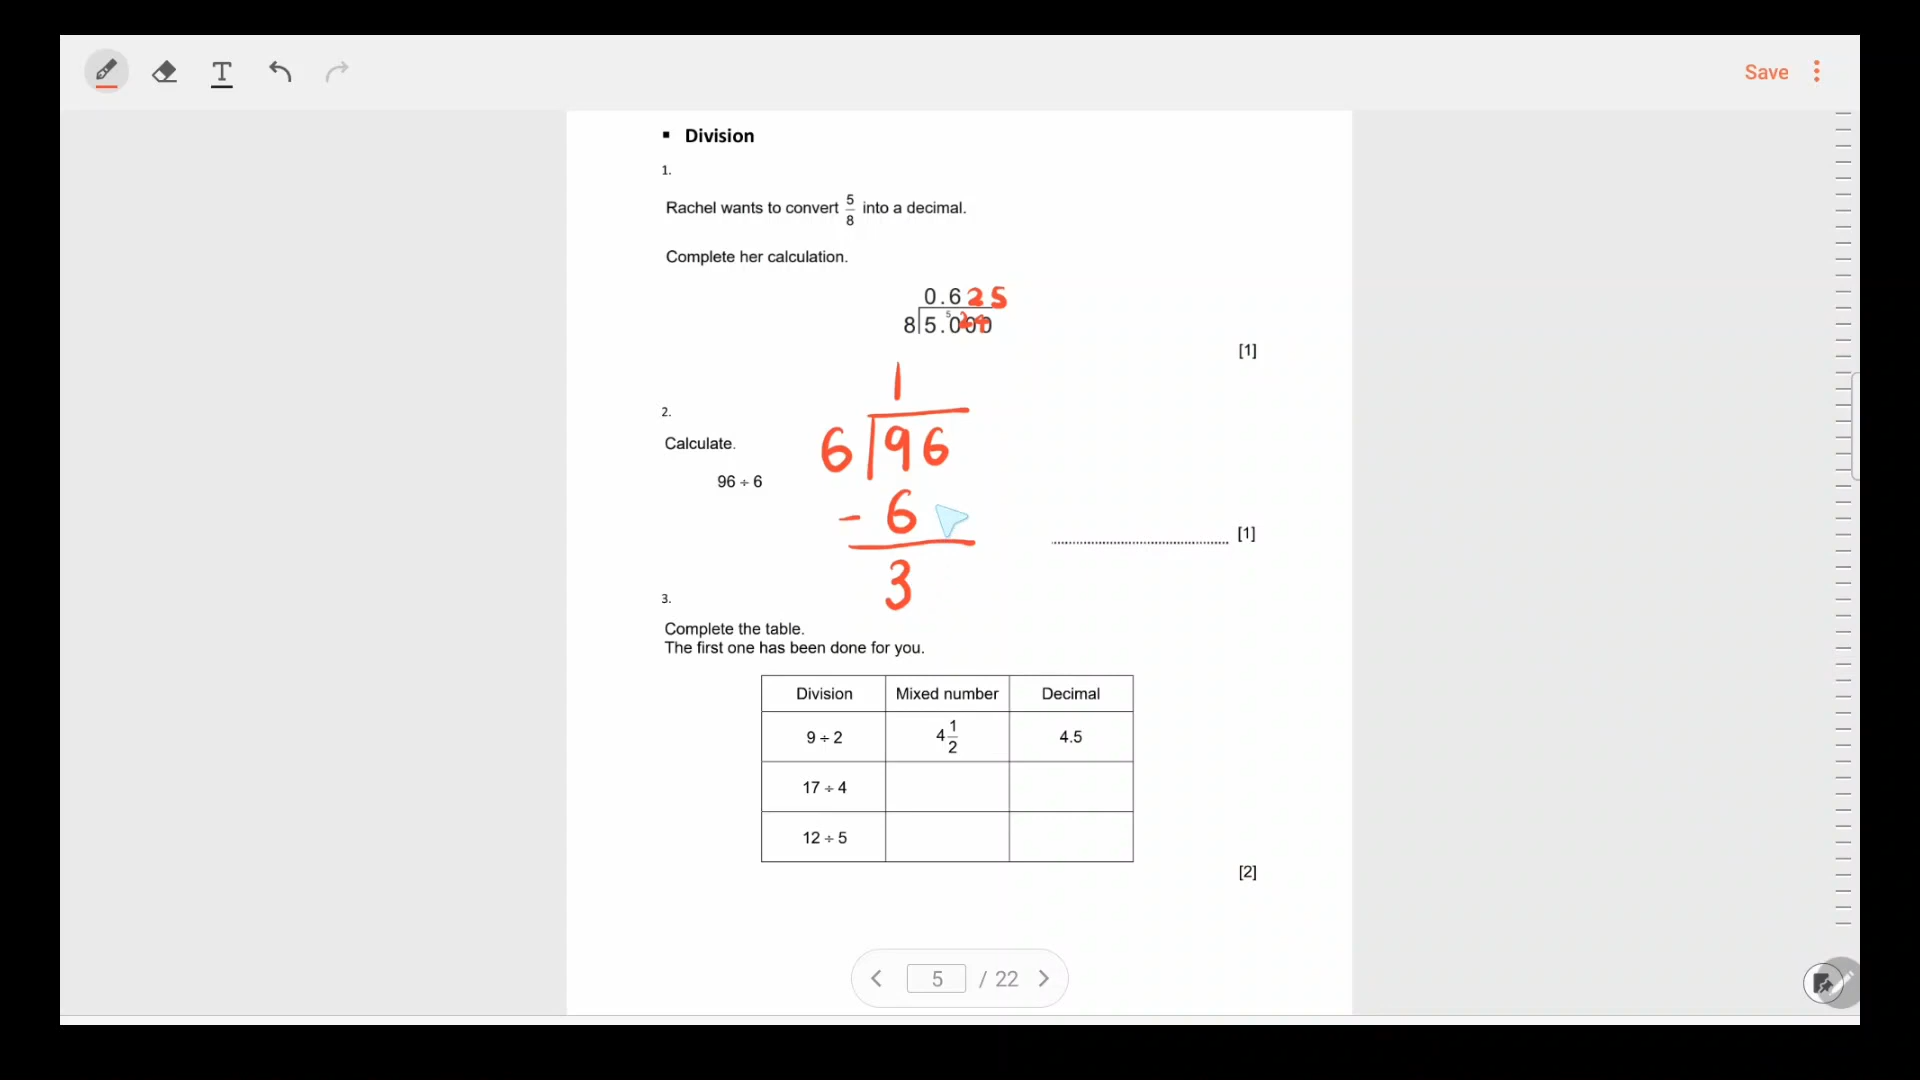 Save
▪ Division
1.
Rachel wants to convert 5/8 into a decimal.
Complete her calculation.
0.625
8 5.000
[1]
1
2.
6 96
Calculate.
96 ÷ 6
- 6
[1]
3
3.
Complete the table.
The first one has been done for you.
Division Mixed number Decimal
9 ÷ 2 4 1/2 4.5
17 ÷ 4
12 ÷ 5
[2]
5 / 22